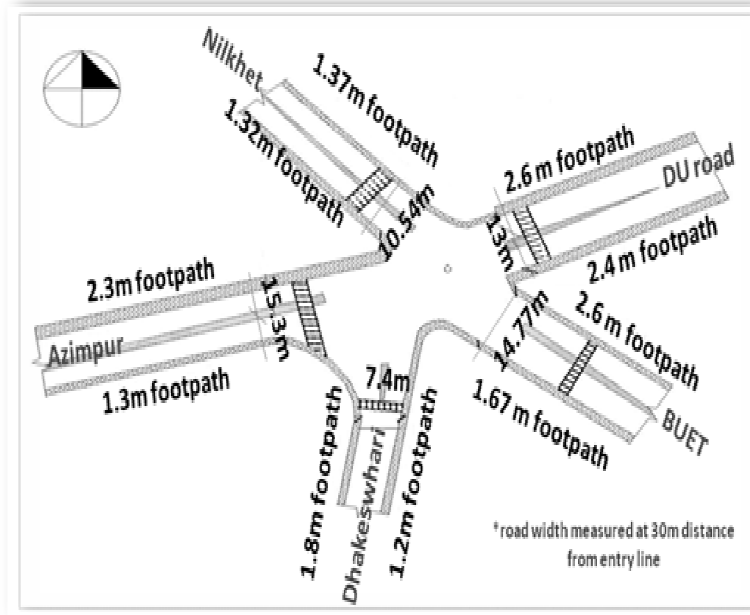 Nilkhet
1.37m footpath
1.32m footpath
10.54m
2.6 m footpath
DU road
13m
2.4 m footpath
2.3m footpath
15.3m
Azimpur
1.3m footpath
14.77m
2.6 m footpath
1.67 m footpath
BUET
7.4m
1.8m footpath
Dhakeswhari
1.2m footpath
*road width measured at 30m distance
from entry line